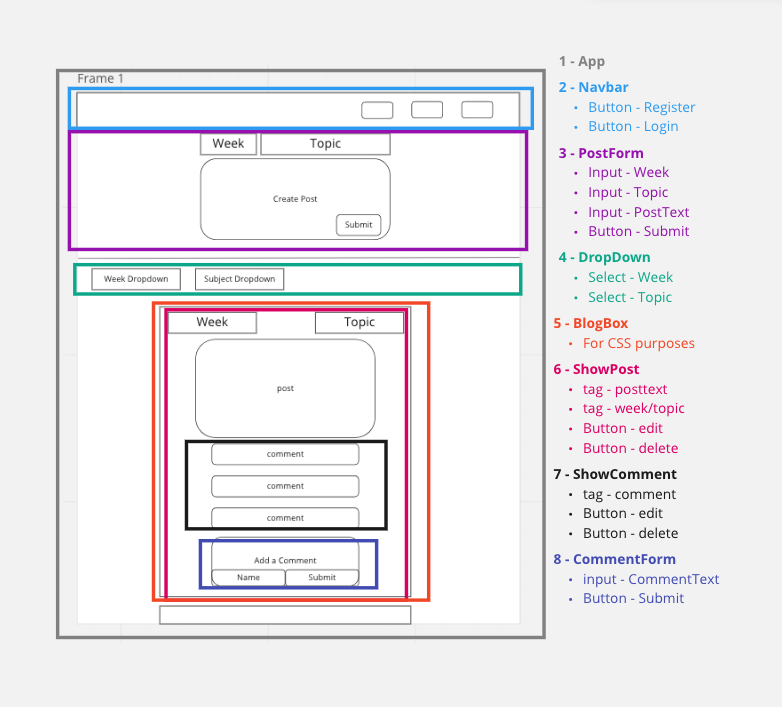 Frame 1
Week
Topic
Create Post
Submit
Week Dropdown
Subject Dropdown
Week
Topic
post
comment
comment
comment
Add a Comment
Name
Submit
1 - App
2 - Navbar
• Button - Register
• Button - Login
3 - PostForm
• Input - Week
• Input - Topic
• Input - PostText
• Button - Submit
4 - DropDown
• Select - Week
• Select - Topic
5 - BlogBox
• For CSS purposes
6 - ShowPost
• tag - posttext
• tag - week/topic
• Button - edit
• Button - delete
7 - ShowComment
• tag - comment
• Button - edit
• Button - delete
8 - CommentForm
• input - CommentText
• Button - Submit